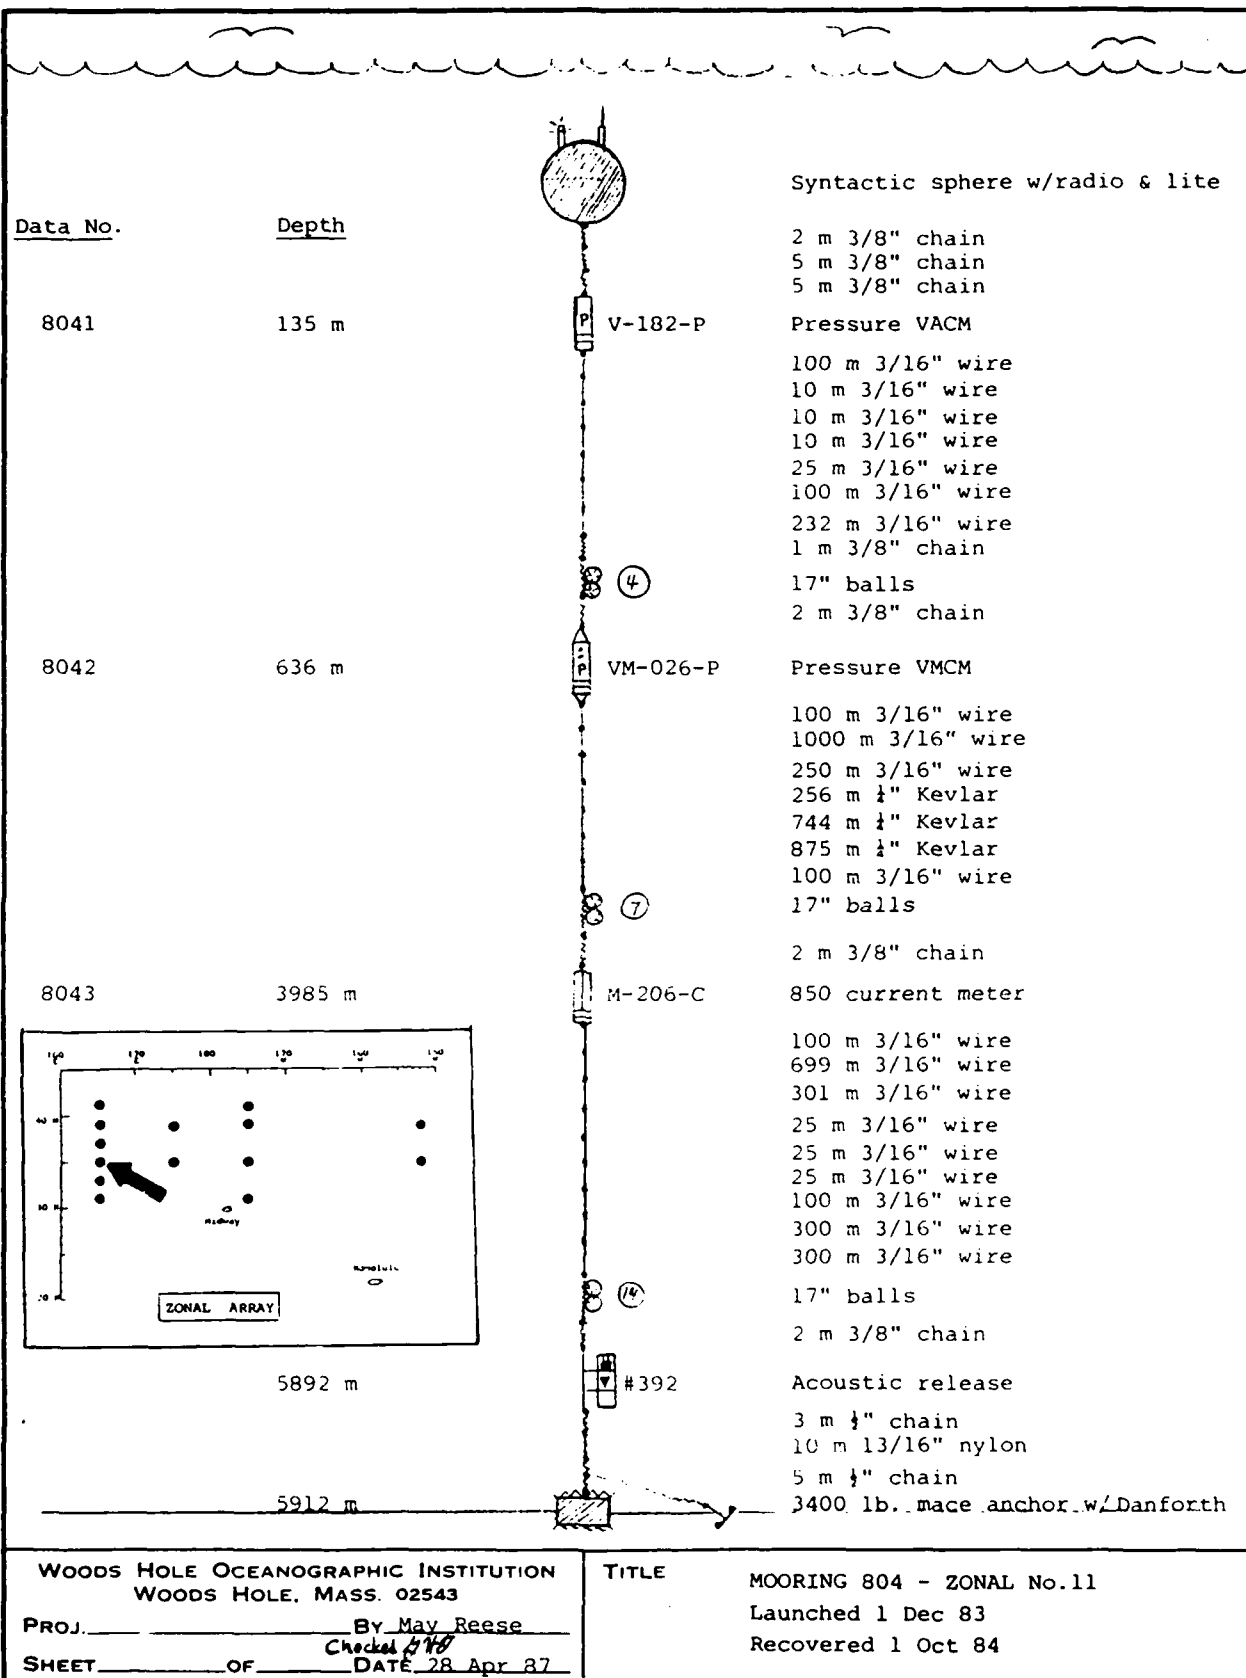 Syntactic sphere w/radio & lite
Data No. Depth
2 m 3/8" chain
5 m 3/8" chain
5 m 3/8" chain
8041 135 m P V-182-P Pressure VACM
100 m 3/16" wire
10 m 3/16" wire
10 m 3/16" wire
10 m 3/16" wire
25 m 3/16" wire
100 m 3/16" wire
232 m 3/16" wire
1 m 3/8" chain
4 17" balls
2 m 3/8" chain
8042 636 m P VM-026-P Pressure VMCM
100 m 3/16" wire
1000 m 3/16" wire
250 m 3/16" wire
256 m ¼" Kevlar
744 m ¼" Kevlar
875 m ¼" Kevlar
100 m 3/16" wire
7 17" balls
2 m 3/8" chain
8043 3985 m M-206-C 850 current meter
100 m 3/16" wire
699 m 3/16" wire
301 m 3/16" wire
25 m 3/16" wire
25 m 3/16" wire
25 m 3/16" wire
100 m 3/16" wire
300 m 3/16" wire
300 m 3/16" wire
Midway
Honolulu
ZONAL ARRAY
14 17" balls
2 m 3/8" chain
5892 m #392 Acoustic release
3 m ½" chain
10 m 13/16" nylon
5 m ½" chain
5912 m 3400 lb. mace anchor w/Danforth
WOODS HOLE OCEANOGRAPHIC INSTITUTION
WOODS HOLE, MASS. 02543
PROJ. BY May Reese
Checked
SHEET OF DATE 28 Apr 87
TITLE
MOORING 804 - ZONAL No.11
Launched 1 Dec 83
Recovered 1 Oct 84